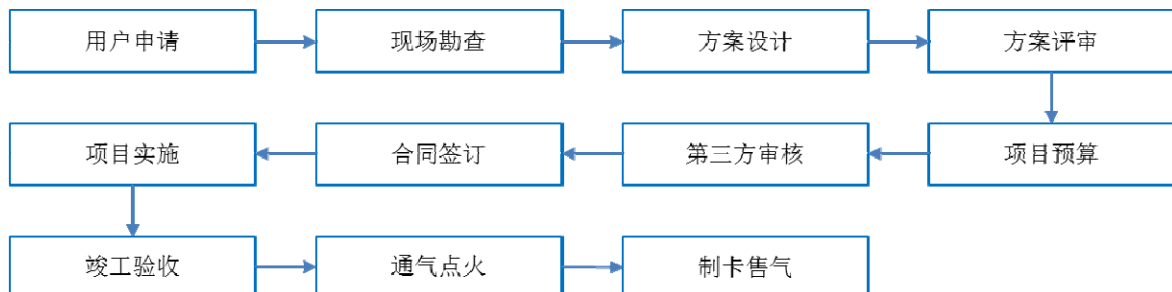 用户申请
现场勘查
方案设计
方案评审
项目实施
合同签订
第三方审核
项目预算
竣工验收
通气点火
制卡售气